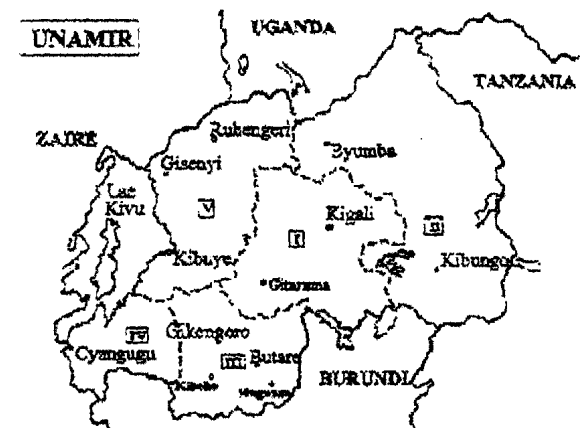 UNAMIR
UGANDA
TANZANIA
ZAIRE
Ruhengeri
Byumba
Gisenyi
Lac
Kivu
V
Kigali
I
II
Kibuye
Kibungo
Gitarama
IV
Gikongoro
Cyangugu
III
Butare
Kibeho
BURUNDI